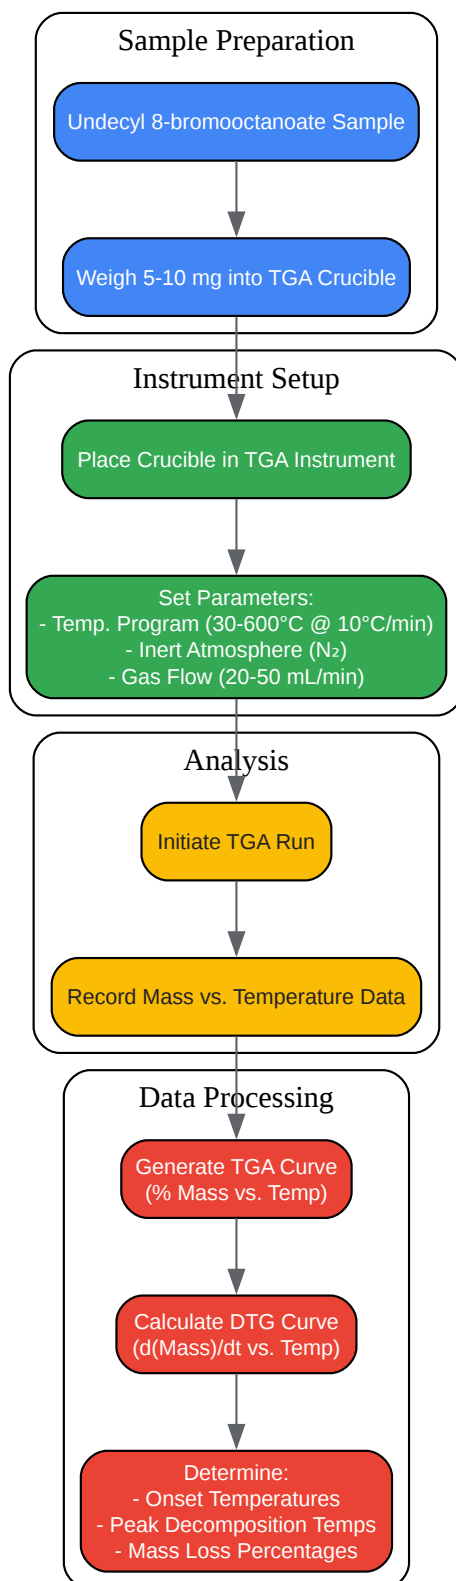 Sample Preparation
Undecyl 8-bromooctanoate Sample
Weigh 5-10 mg into TGA Crucible
Instrument Setup
Place Crucible in TGA Instrument
Set Parameters:
- Temp. Program (30-600°C @ 10°C/min)
- Inert Atmosphere (N₂)
- Gas Flow (20-50 mL/min)
Analysis
Initiate TGA Run
Record Mass vs. Temperature Data
Data Processing
Generate TGA Curve
(% Mass vs. Temp)
Calculate DTG Curve
(d(Mass)/dt vs. Temp)
Determine:
- Onset Temperatures
- Peak Decomposition Temps
- Mass Loss Percentages